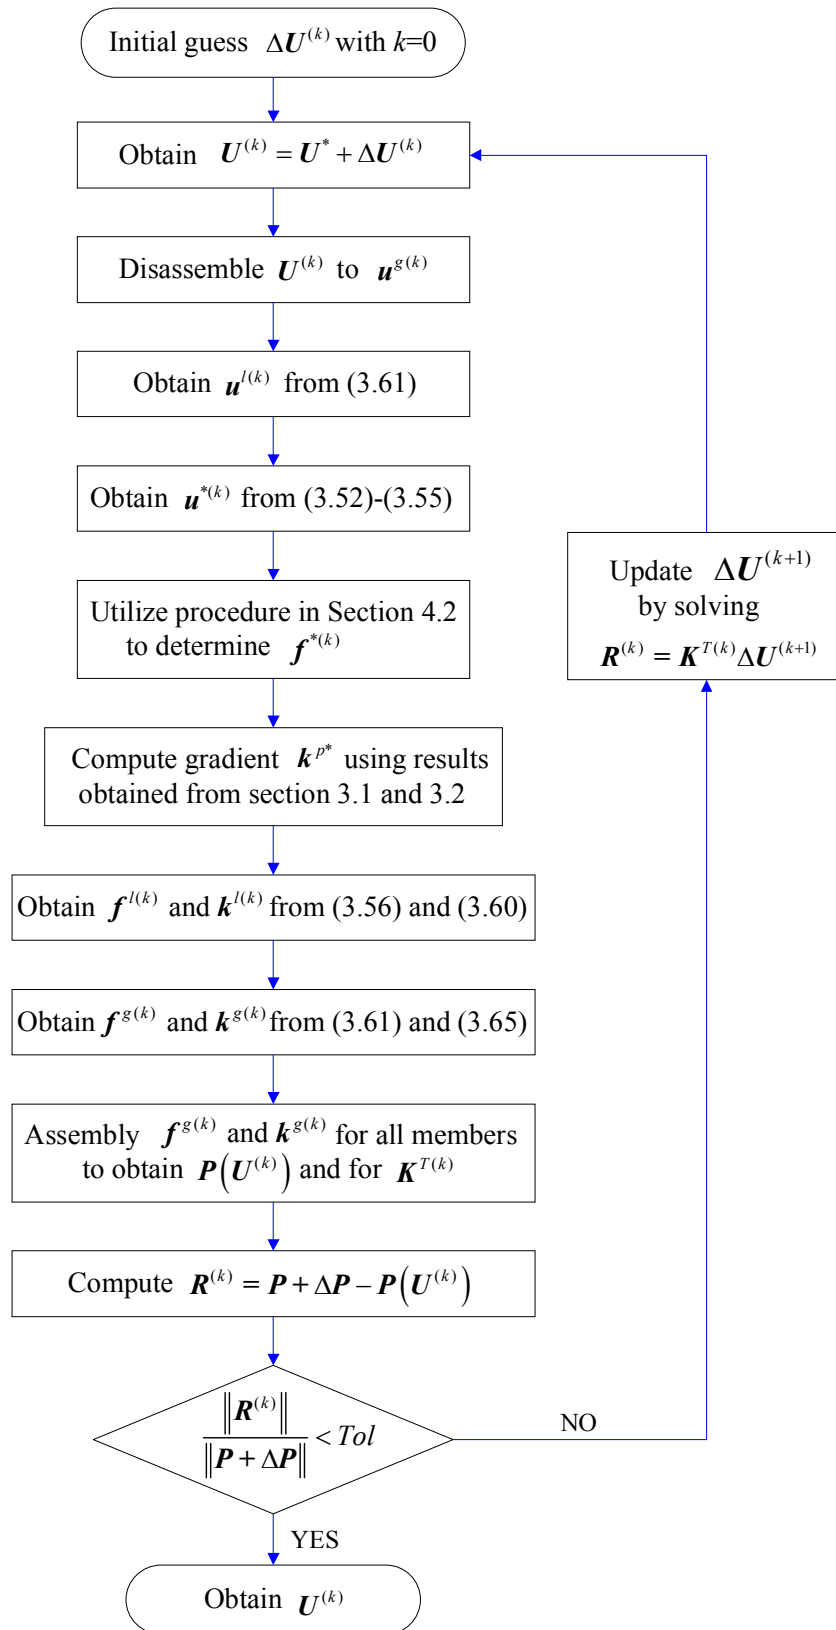 Initial guess ΔU^(k) with k=0
Obtain U^(k) = U^* + ΔU^(k)
Disassemble U^(k) to u^g(k)
Obtain u^l(k) from (3.61)
Obtain u^*(k) from (3.52)-(3.55)
Utilize procedure in Section 4.2
to determine f^*(k)
Compute gradient k^p* using results
obtained from section 3.1 and 3.2
Obtain f^l(k) and k^l(k) from (3.56) and (3.60)
Obtain f^g(k) and k^g(k) from (3.61) and (3.65)
Assembly f^g(k) and k^g(k) for all members
to obtain P(U^(k)) and for K^T(k)
Compute R^(k) = P + ΔP – P(U^(k))
‖R^(k)‖
‖P + ΔP‖
< Tol
YES
Obtain U^(k)
NO
Update ΔU^(k+1)
by solving
R^(k) = K^T(k) ΔU^(k+1)